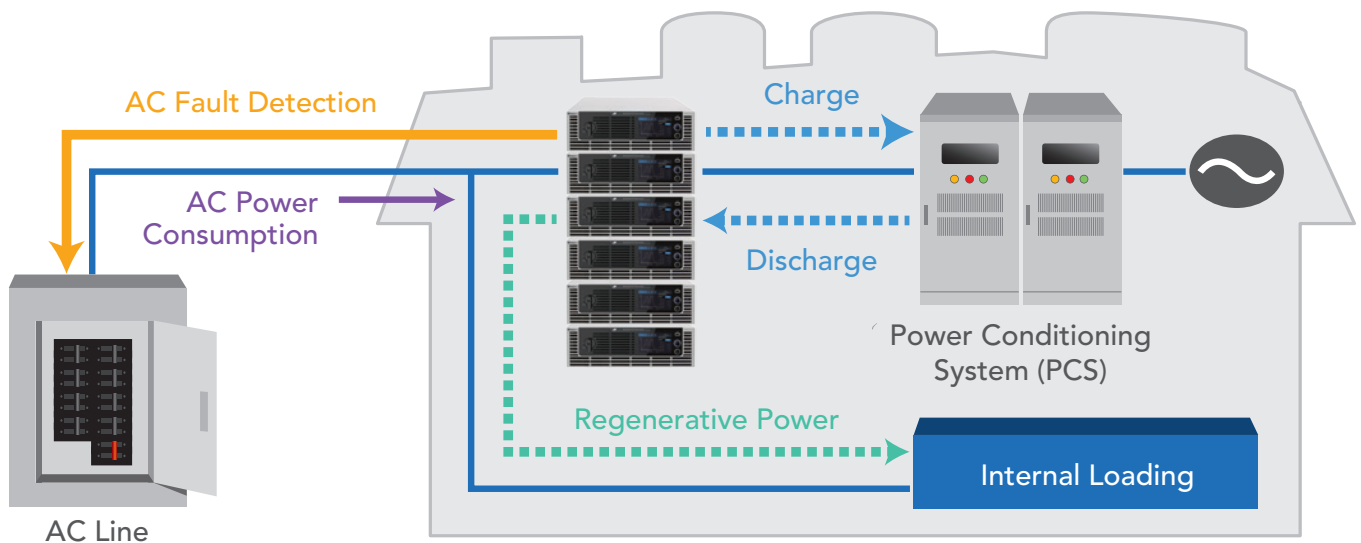 AC Fault Detection
Charge
AC Power
Consumption
Discharge
Power Conditioning
System (PCS)
Regenerative Power
Internal Loading
AC Line